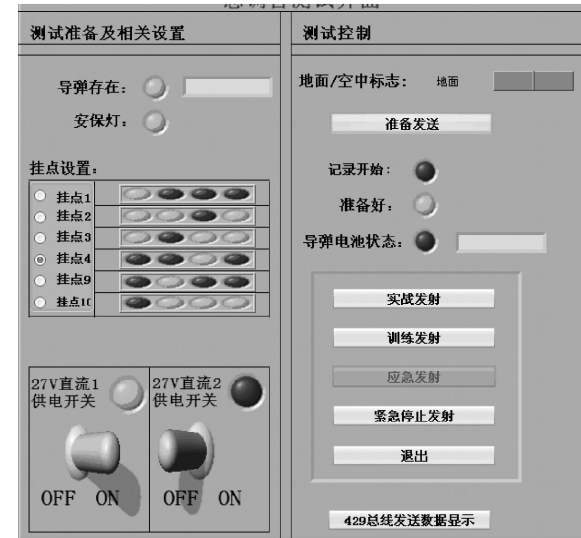 测试准备及相关设置
导弹存在:
安保灯:
挂点设置:
挂点1
挂点2
挂点3
挂点4
挂点9
挂点10
27V直流1
供电开关
27V直流2
供电开关
OFF ON
OFF ON
测试控制
地面/空中标志: 地面
准备发送
记录开始:
准备好:
导弹电池状态:
实战发射
训练发射
应急发射
紧急停止发射
退出
429总线发送数据显示